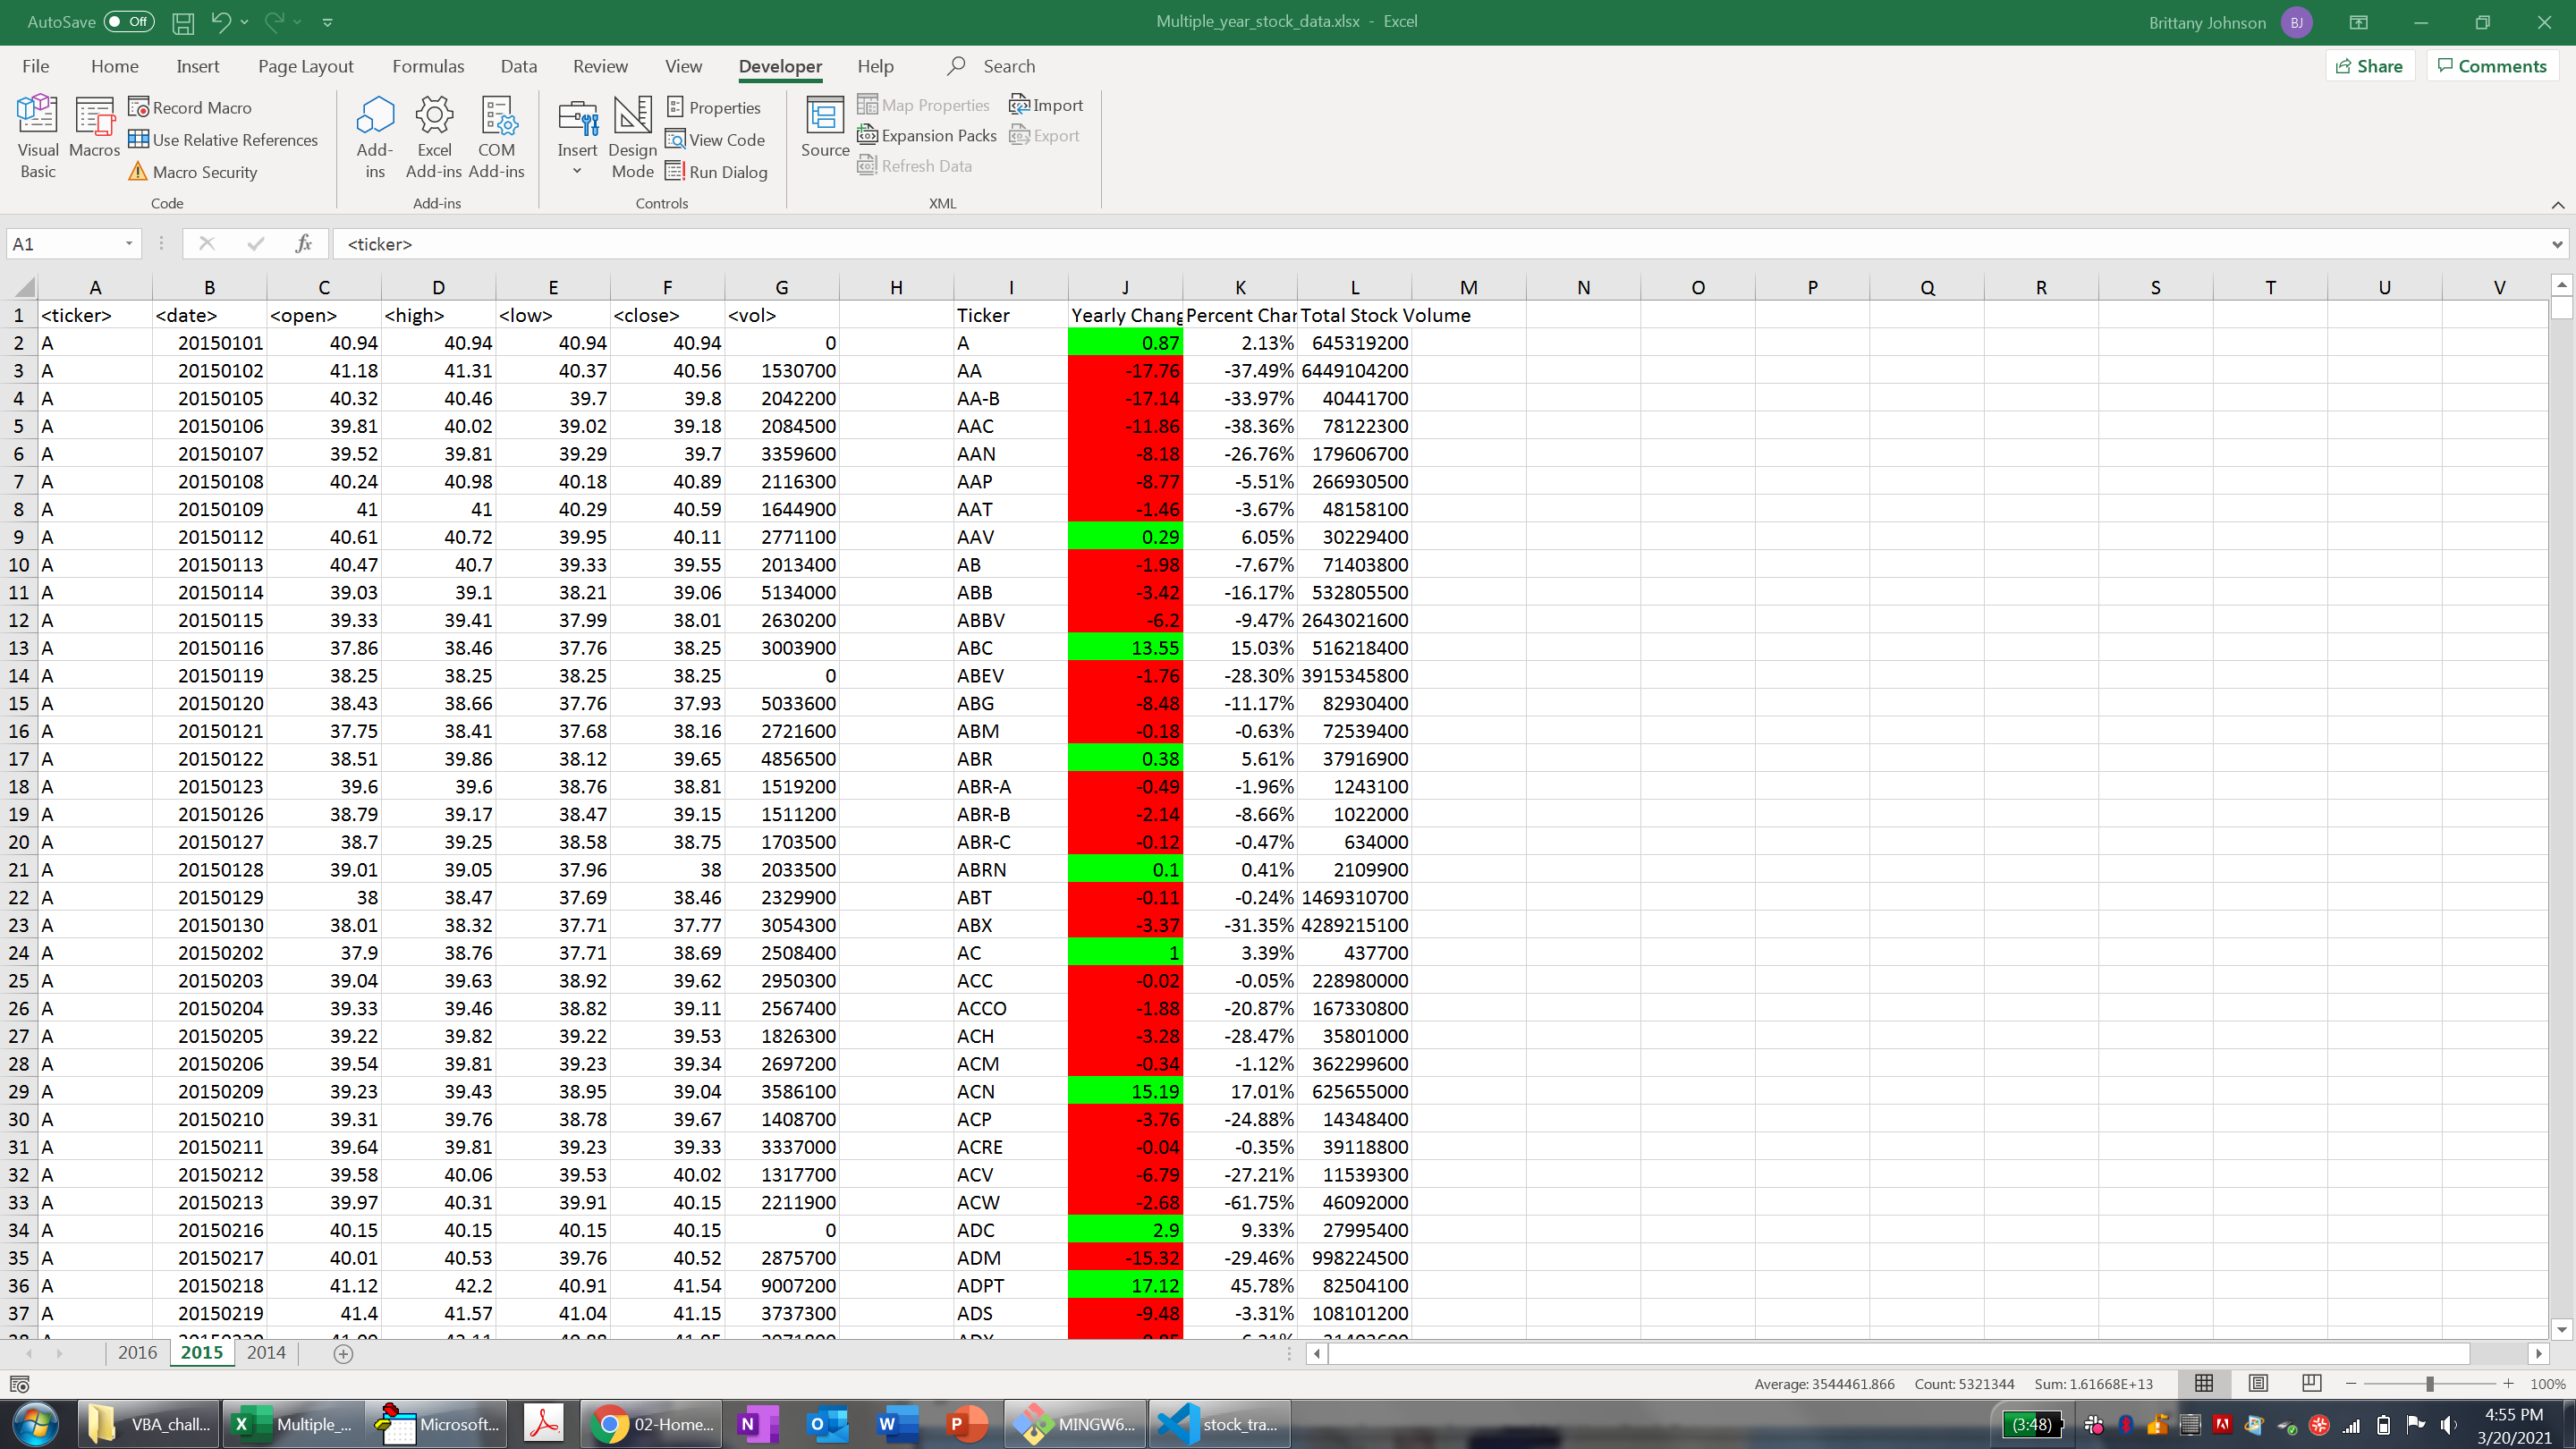 AutoSave Off Multiple_year_stock_data.xlsx - Excel Brittany Johnson BJ
File Home Insert Page Layout Formulas Data Review View Developer Help Search Share Comments
Visual Basic
Macros
Record Macro
Use Relative References
Macro Security
Code
Add-ins
Excel Add-ins
COM Add-ins
Add-ins
Insert
Design Mode
Properties
View Code
Run Dialog
Controls
Source
Map Properties
Expansion Packs
Refresh Data
Import
Export
XML
A1 fx <ticker>
A B C D E F G H I J K L M N O P Q R S T U V
1 <ticker> <date> <open> <high> <low> <close> <vol> Ticker Yearly Chang Percent Char Total Stock Volume
2 A 20150101 40.94 40.94 40.94 40.94 0 A 0.87 2.13% 645319200
3 A 20150102 41.18 41.31 40.37 40.56 1530700 AA -17.76 -37.49% 6449104200
4 A 20150105 40.32 40.46 39.7 39.8 2042200 AA-B -17.14 -33.97% 40441700
5 A 20150106 39.81 40.02 39.02 39.18 2084500 AAC -11.86 -38.36% 78122300
6 A 20150107 39.52 39.81 39.29 39.7 3359600 AAN -8.18 -26.76% 179606700
7 A 20150108 40.24 40.98 40.18 40.89 2116300 AAP -8.77 -5.51% 266930500
8 A 20150109 41 41 40.29 40.59 1644900 AAT -1.46 -3.67% 48158100
9 A 20150112 40.61 40.72 39.95 40.11 2771100 AAV 0.29 6.05% 30229400
10 A 20150113 40.47 40.7 39.33 39.55 2013400 AB -1.98 -7.67% 71403800
11 A 20150114 39.03 39.1 38.21 39.06 5134000 ABB -3.42 -16.17% 532805500
12 A 20150115 39.33 39.41 37.99 38.01 2630200 ABBV -6.2 -9.47% 2643021600
13 A 20150116 37.86 38.46 37.76 38.25 3003900 ABC 13.55 15.03% 516218400
14 A 20150119 38.25 38.25 38.25 38.25 0 ABEV -1.76 -28.30% 3915345800
15 A 20150120 38.43 38.66 37.76 37.93 5033600 ABG -8.48 -11.17% 82930400
16 A 20150121 37.75 38.41 37.68 38.16 2721600 ABM -0.18 -0.63% 72539400
17 A 20150122 38.51 39.86 38.12 39.65 4856500 ABR 0.38 5.61% 37916900
18 A 20150123 39.6 39.6 38.76 38.81 1519200 ABR-A -0.49 -1.96% 1243100
19 A 20150126 38.79 39.17 38.47 39.15 1511200 ABR-B -2.14 -8.66% 1022000
20 A 20150127 38.7 39.25 38.58 38.75 1703500 ABR-C -0.12 -0.47% 634000
21 A 20150128 39.01 39.05 37.96 38 2033500 ABRN 0.1 0.41% 2109900
22 A 20150129 38 38.47 37.69 38.46 2329900 ABT -0.11 -0.24% 1469310700
23 A 20150130 38.01 38.32 37.71 37.77 3054300 ABX -3.37 -31.35% 4289215100
24 A 20150202 37.9 38.76 37.71 38.69 2508400 AC 1 3.39% 437700
25 A 20150203 39.04 39.63 38.92 39.62 2950300 ACC -0.02 -0.05% 228980000
26 A 20150204 39.33 39.46 38.82 39.11 2567400 ACCO -1.88 -20.87% 167330800
27 A 20150205 39.22 39.82 39.22 39.53 1826300 ACH -3.28 -28.47% 35801000
28 A 20150206 39.54 39.81 39.23 39.34 2697200 ACM -0.34 -1.12% 362299600
29 A 20150209 39.23 39.43 38.95 39.04 3586100 ACN 15.19 17.01% 625655000
30 A 20150210 39.31 39.76 38.78 39.67 1408700 ACP -3.76 -24.88% 14348400
31 A 20150211 39.64 39.81 39.23 39.33 3337000 ACRE -0.04 -0.35% 39118800
32 A 20150212 39.58 40.06 39.53 40.02 1317700 ACV -6.79 -27.21% 11539300
33 A 20150213 39.97 40.31 39.91 40.15 2211900 ACW -2.68 -61.75% 46092000
34 A 20150216 40.15 40.15 40.15 40.15 0 ADC 2.9 9.33% 27995400
35 A 20150217 40.01 40.53 39.76 40.52 2875700 ADM -15.32 -29.46% 998224500
36 A 20150218 41.12 42.2 40.91 41.54 9007200 ADPT 17.12 45.78% 82504100
37 A 20150219 41.4 41.57 41.04 41.15 3737300 ADS -9.48 -3.31% 108101200
2016 2015 2014
Average: 3544461.866 Count: 5321344 Sum: 1.61668E+13 100%
VBA_chall... Multiple_... Microsoft... 02-Home... MINGW6... stock_tra... (3:48) 4:55 PM
3/20/2021